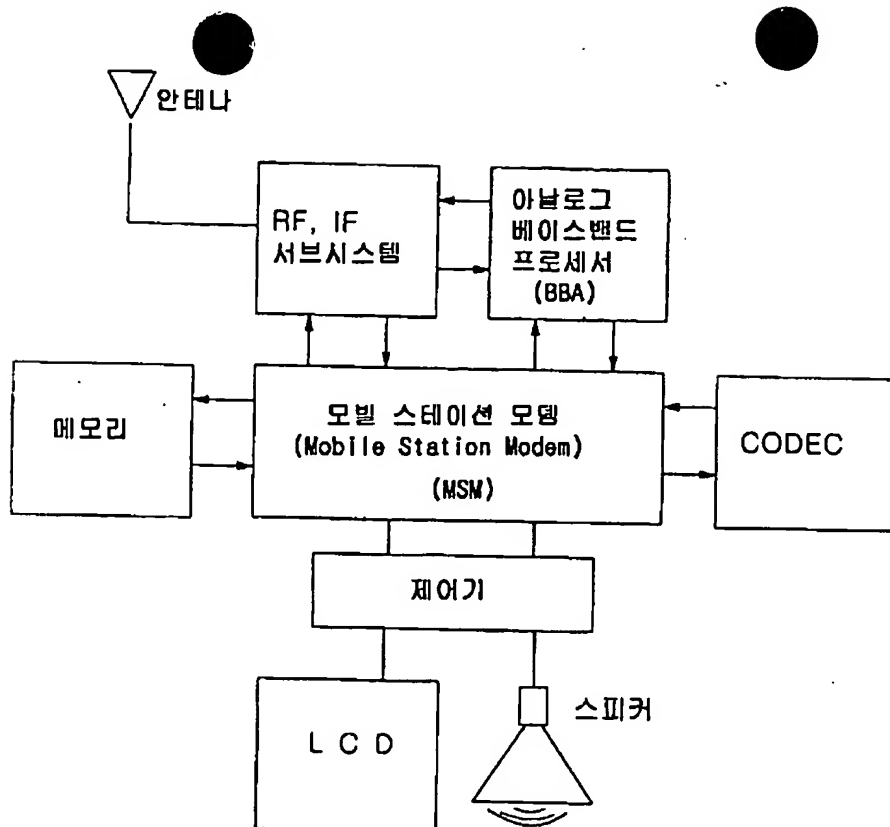 안테나
RF, IF
서브시스템
아날로그
베이스밴드
프로세서
(BBA)
메모리
모빌 스테이션 모뎀
(Mobile Station Modem)
(MSM)
CODEC
제어기
L C D
스피커